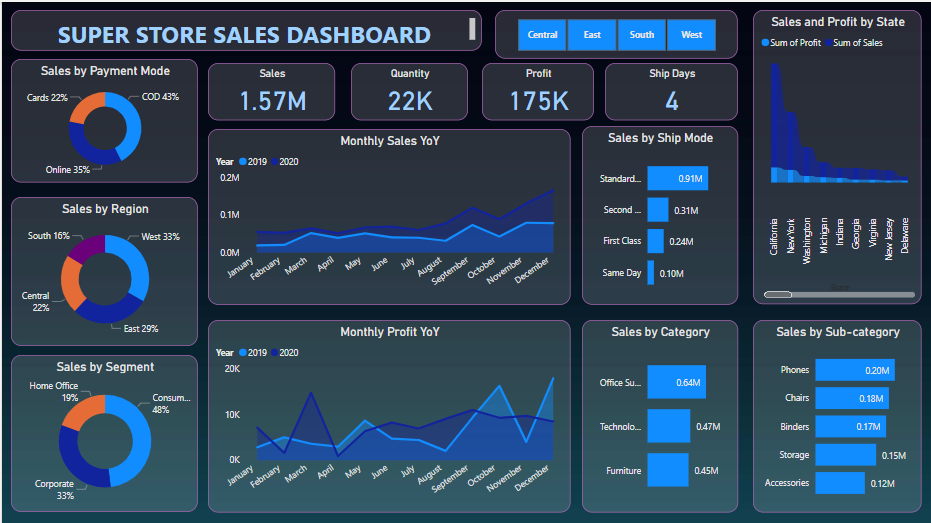 SUPER STORE SALES DASHBOARD
Central
East
South
West
Sales by Payment Mode
Cards 22%
COD 43%
Online 35%
Sales
1.57M
Quantity
22K
Profit
175K
Ship Days
4
Sales and Profit by State
Sum of Profit
Sum of Sales
California
New York
Washington
Michigan
Indiana
Georgia
Virginia
New Jersey
Delaware
Monthly Sales YoY
Year 2019 2020
0.2M
0.1M
0.0M
January
February
March
April
May
June
July
August
September
October
November
December
Sales by Ship Mode
Standard...
0.91M
Second ...
0.31M
First Class
0.24M
Same Day
0.10M
Sales by Region
South 16%
West 33%
Central
22%
East 29%
Monthly Profit YoY
Year 2019 2020
20K
10K
0K
January
February
March
April
May
June
July
August
September
October
November
December
Sales by Category
Office Su...
0.64M
Technolo...
0.47M
Furniture
0.45M
Sales by Sub-category
Phones
0.20M
Chairs
0.18M
Binders
0.17M
Storage
0.15M
Accessories
0.12M
Sales by Segment
Home Office
19%
Consum...
48%
Corporate
33%